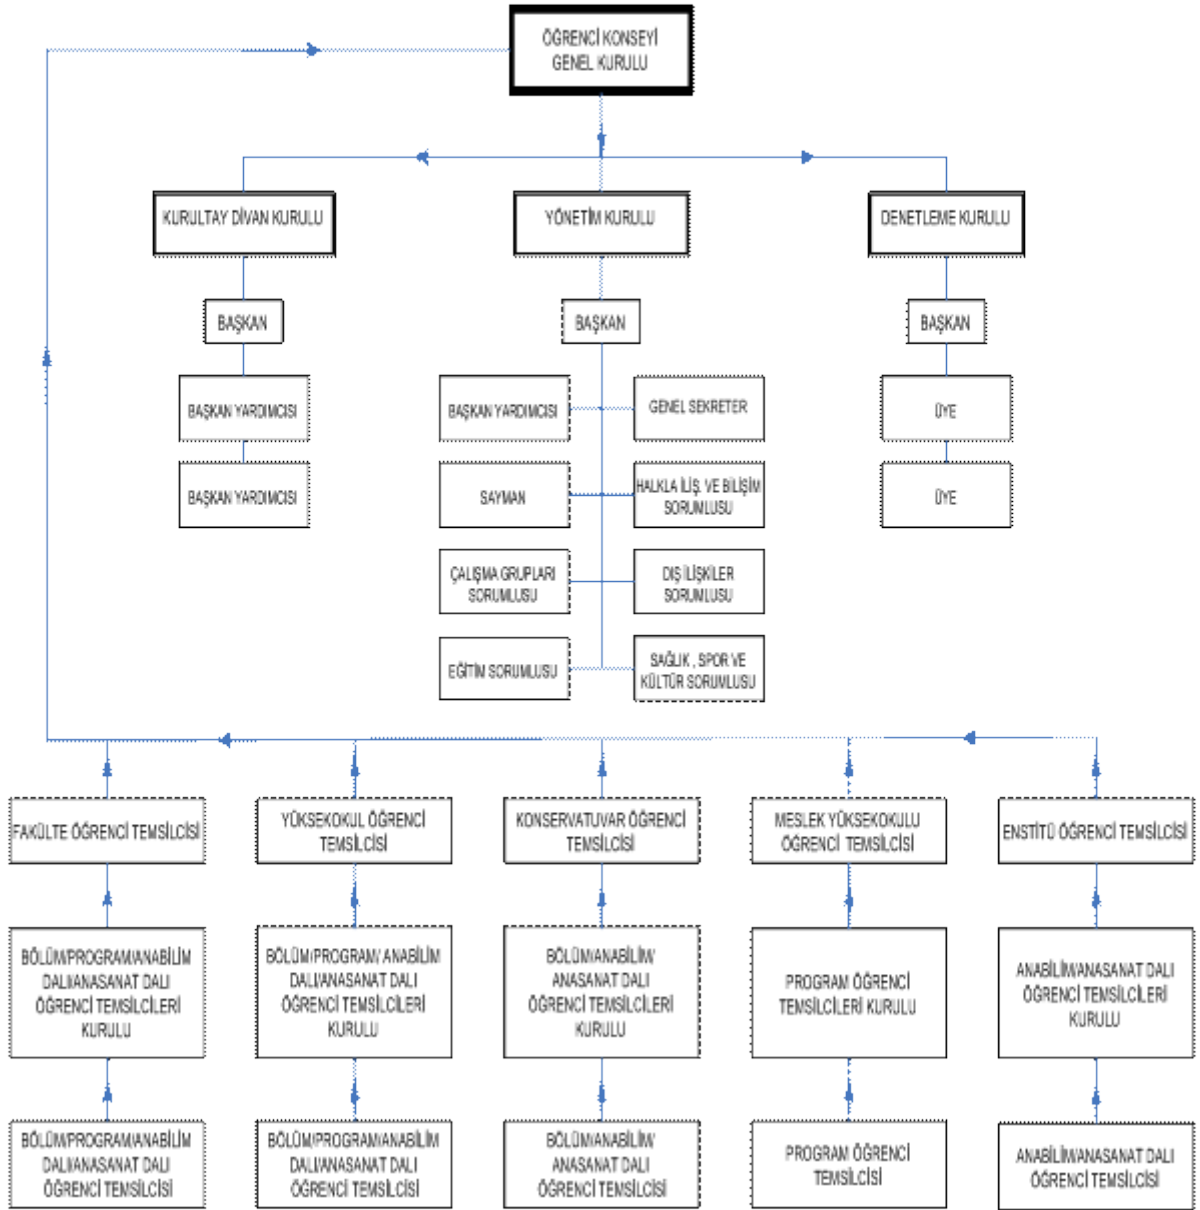 ÖĞRENCİ KONSEYİ
GENEL KURULU
KURULTAY DİVAN KURULU
YÖNETİM KURULU
DENETLEME KURULU
BAŞKAN
BAŞKAN
BAŞKAN
BAŞKAN YARDIMCISI
BAŞKAN YARDIMCISI
GENEL SEKRETER
ÜYE
BAŞKAN YARDIMCISI
SAYMAN
HALKLA İLİŞ. VE BİLİŞİM
SORUMLUSU
ÜYE
ÇALIŞMA GRUPLARI
SORUMLUSU
DIŞ İLİŞKİLER
SORUMLUSU
EĞİTİM SORUMLUSU
SAĞLIK , SPOR VE
KÜLTÜR SORUMLUSU
FAKÜLTE ÖĞRENCİ TEMSİLCİSİ
YÜKSEKOKUL ÖĞRENCİ
TEMSİLCİSİ
KONSERVATUVAR ÖĞRENCİ
TEMSİLCİSİ
MESLEK YÜKSEKOKULU
ÖĞRENCİ TEMSİLCİSİ
ENSTİTÜ ÖĞRENCİ TEMSİLCİSİ
BÖLÜM/PROGRAM/ANABİLİM
DALI/ANASANAT DALI
ÖĞRENCİ TEMSİLCİLERİ
KURULU
BÖLÜM/PROGRAM/ ANABİLİM
DALI/ANASANAT DALI
ÖĞRENCİ TEMSİLCİLERİ
KURULU
BÖLÜM/ANABİLİM/
ANASANAT DALI
ÖĞRENCİ TEMSİLCİLERİ
KURULU
PROGRAM ÖĞRENCİ
TEMSİLCİLERİ KURULU
ANABİLİM/ANASANAT DALI
ÖĞRENCİ TEMSİLCİLERİ
KURULU
BÖLÜM/PROGRAM/ANABİLİM
DALI/ANASANAT DALI
ÖĞRENCİ TEMSİLCİSİ
BÖLÜM/PROGRAM/ANABİLİM
DALI/ANASANAT DALI
ÖĞRENCİ TEMSİLCİSİ
BÖLÜM/ANABİLİM/
ANASANAT DALI
ÖĞRENCİ TEMSİLCİSİ
PROGRAM ÖĞRENCİ
TEMSİLCİSİ
ANABİLİM/ANASANAT DALI
ÖĞRENCİ TEMSİLCİSİ